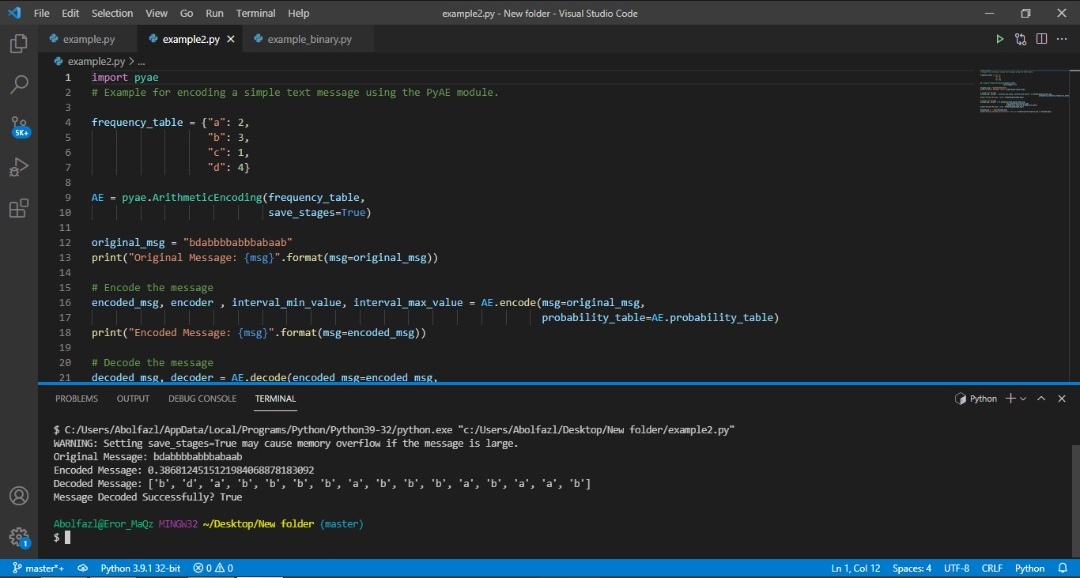 File Edit Selection View Go Run Terminal Help example2.py - New folder - Visual Studio Code
example.py example2.py example_binary.py
example2.py > ...
5K+
1 import pyae
2 # Example for encoding a simple text message using the PyAE module.
3
4 frequency_table = {"a": 2,
5 "b": 3,
6 "c": 1,
7 "d": 4}
8
9 AE = pyae.ArithmeticEncoding(frequency_table,
10 save_stages=True)
11
12 original_msg = "bdabbbbabbbabaab"
13 print("Original Message: {msg}".format(msg=original_msg))
14
15 # Encode the message
16 encoded_msg, encoder , interval_min_value, interval_max_value = AE.encode(msg=original_msg,
17 probability_table=AE.probability_table)
18 print("Encoded Message: {msg}".format(msg=encoded_msg))
19
20 # Decode the message
21 decoded_msg, decoder = AE.decode(encoded_msg=encoded_msg,
PROBLEMS OUTPUT DEBUG CONSOLE TERMINAL Python
$ C:/Users/Abolfazl/AppData/Local/Programs/Python/Python39-32/python.exe "c:/Users/Abolfazl/Desktop/New folder/example2.py"
WARNING: Setting save_stages=True may cause memory overflow if the message is large.
Original Message: bdabbbbabbbabaab
Encoded Message: 0.3868124515121984068878183092
Decoded Message: ['b', 'd', 'a', 'b', 'b', 'b', 'b', 'a', 'b', 'b', 'b', 'a', 'b', 'a', 'a', 'b']
Message Decoded Successfully? True
Abolfazl@Eror_MaQz MINGW32 ~/Desktop/New folder (master)
$
1
master*+ Python 3.9.1 32-bit 0 0 Ln 1, Col 12 Spaces: 4 UTF-8 CRLF Python